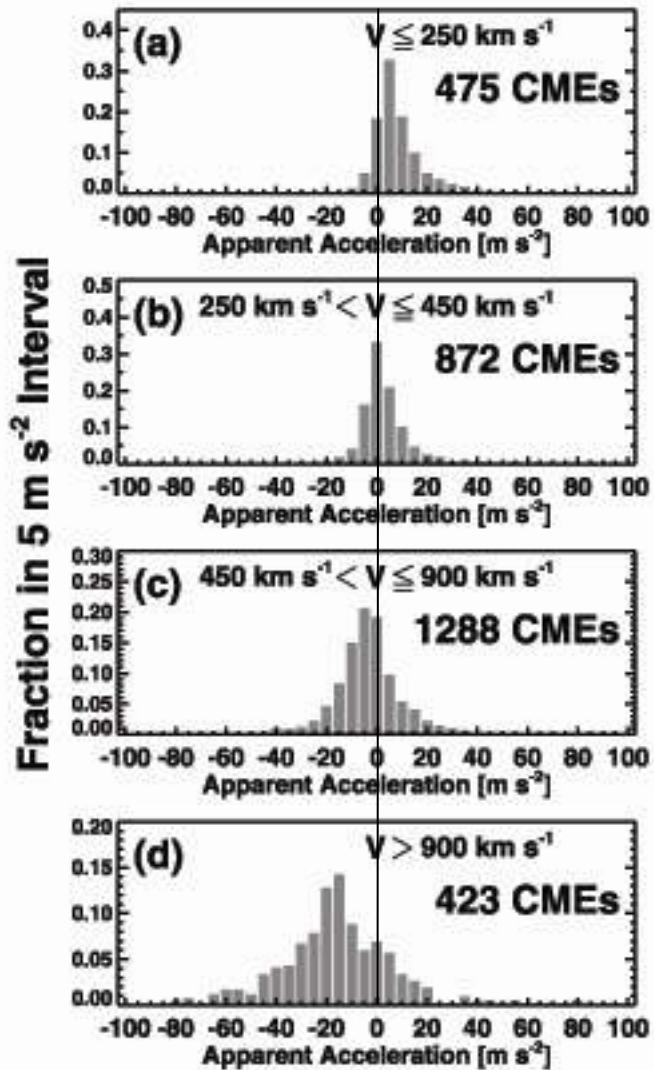 Fraction in 5 m s⁻² Interval
(a) V ≦ 250 km s⁻¹
475 CMEs
0.4
0.3
0.2
0.1
0.0
-100 -80 -60 -40 -20 0 20 40 60 80 100
Apparent Acceleration [m s⁻²]
(b) 250 km s⁻¹ < V ≦ 450 km s⁻¹
872 CMEs
0.5
0.4
0.3
0.2
0.1
0.0
-100 -80 -60 -40 -20 0 20 40 60 80 100
Apparent Acceleration [m s⁻²]
(c) 450 km s⁻¹ < V ≦ 900 km s⁻¹
1288 CMEs
0.30
0.25
0.20
0.15
0.10
0.05
0.00
-100 -80 -60 -40 -20 0 20 40 60 80 100
Apparent Acceleration [m s⁻²]
(d) V > 900 km s⁻¹
423 CMEs
0.20
0.15
0.10
0.05
0.00
-100 -80 -60 -40 -20 0 20 40 60 80 100
Apparent Acceleration [m s⁻²]